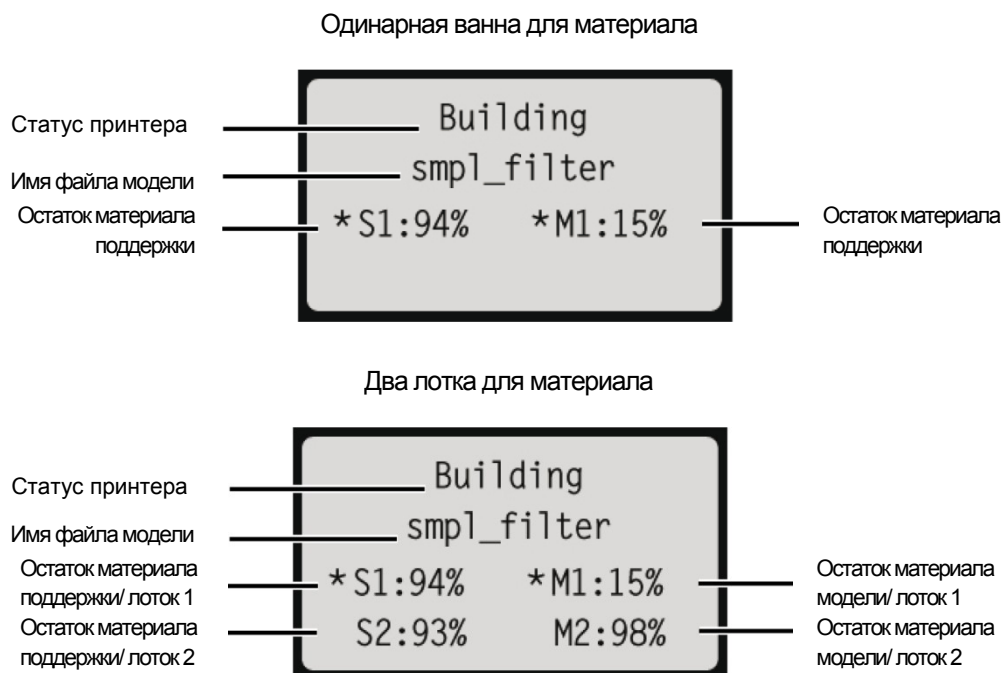 Одинарная ванна для материала
Статус принтера
Building
Имя файла модели
smpl_filter
Остаток материала
поддержки
*S1:94% *M1:15%
Остаток материала
поддержки
Два лотка для материала
Статус принтера
Building
Имя файла модели
smpl_filter
Остаток материала
поддержки/ лоток 1
*S1:94% *M1:15%
Остаток материала
модели/ лоток 1
Остаток материала
поддержки/ лоток 2
S2:93% M2:98%
Остаток материала
модели/ лоток 2